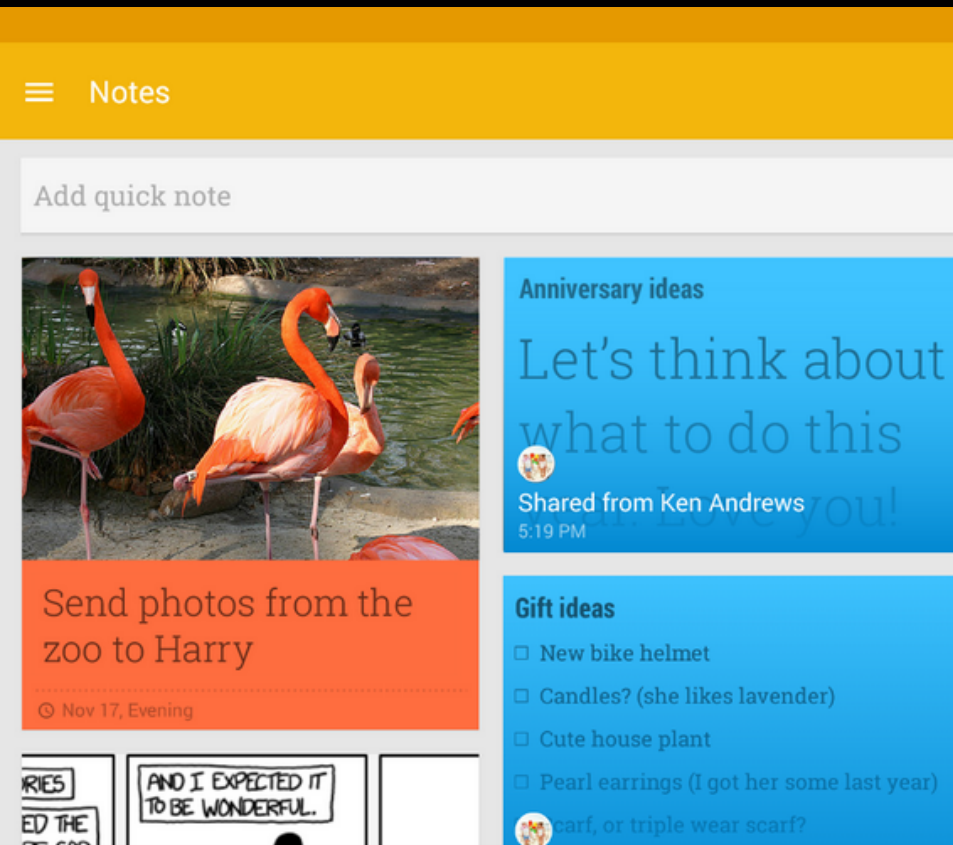 Notes
Add quick note
Send photos from the
zoo to Harry
Nov 17, Evening
RIES
ED THE
AND I EXPECTED IT
TO BE WONDERFUL.
Anniversary ideas
Let's think about
what to do this
Love you!
Shared from Ken Andrews
5:19 PM
Gift ideas
New bike helmet
Candles? (she likes lavender)
Cute house plant
Pearl earrings (I got her some last year)
carf, or triple wear scarf?